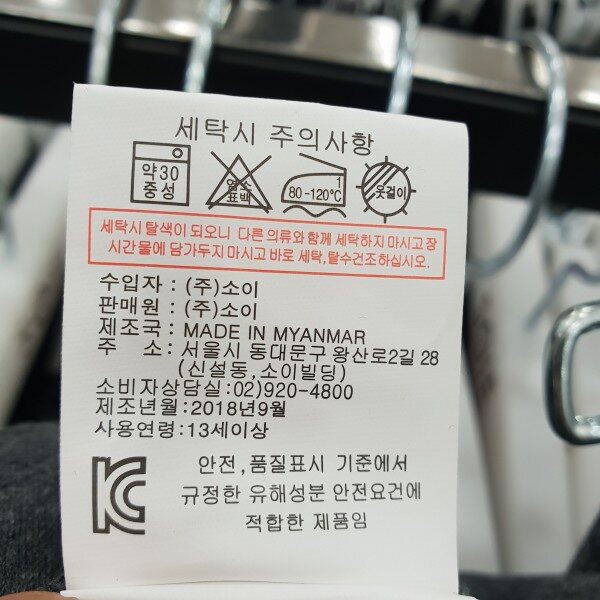 세탁시 주의사항
약30
중성
염소
표백
1
80-120°C
옷걸이
세탁시 탈색이 되오니 다른 의류와 함께 세탁하지 마시고 장
시간 물에 담가두지 마시고 바로 세탁,탈수건조하십시오.
수입자 : (주)소이
판매원 : (주)소이
제조국 : MADE IN MYANMAR
주 소 : 서울시 동대문구 왕산로2길 28
(신설동,소이빌딩)
소비자상담실:02)920-4800
제조년월:2018년9월
사용연령:13세이상
안전,품질표시 기준에서
규정한 유해성분 안전요건에
적합한 제품임